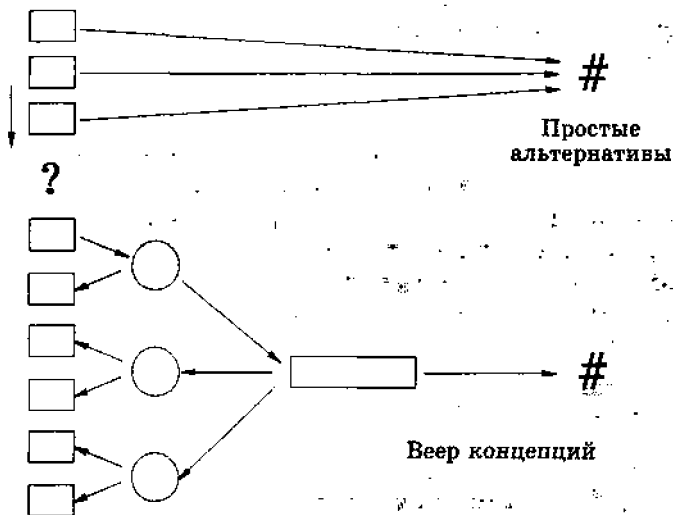 #
Простые
альтернативы
?
#
Веер концепций